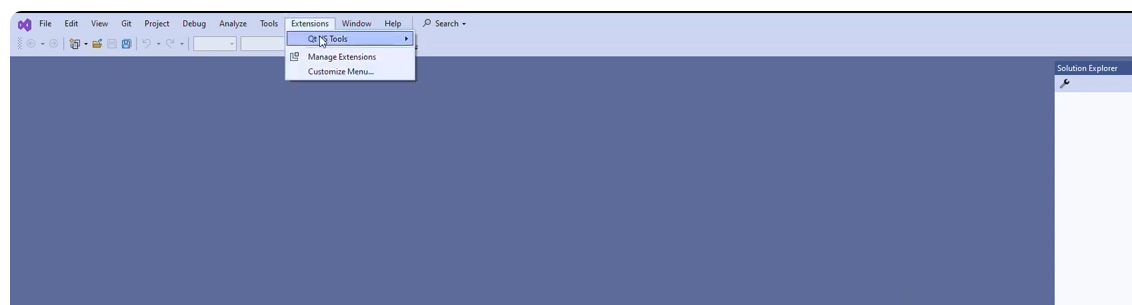 File Edit View Git Project Debug Analyze Tools Extensions Window Help Search
Qt VS Tools
Manage Extensions
Customize Menu...
Solution Explorer